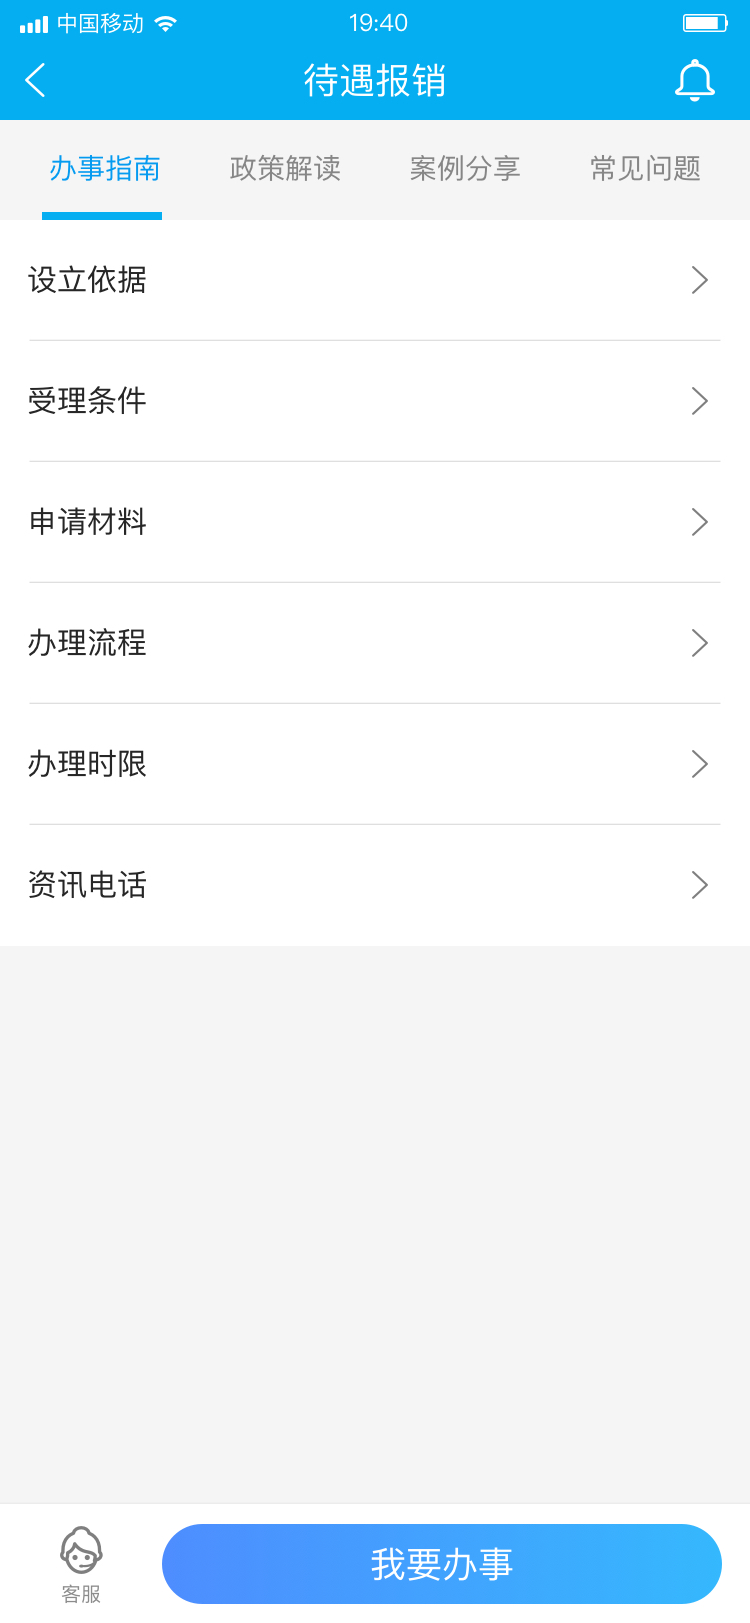 中国移动 19:40
待遇报销
办事指南 政策解读 案例分享 常见问题
设立依据
受理条件
申请材料
办理流程
办理时限
资讯电话
客服
我要办事